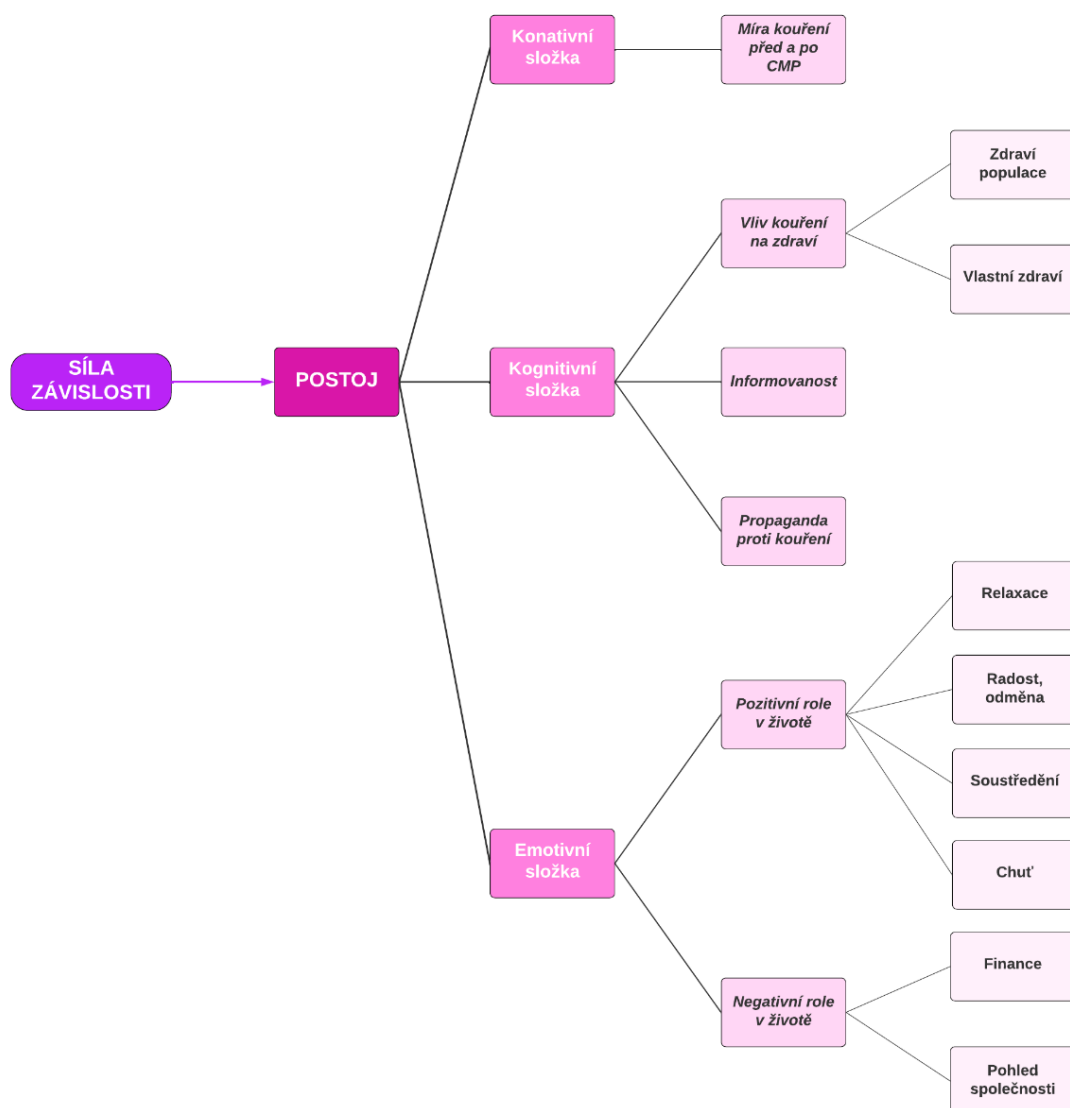 SÍLA
ZÁVISLOSTI
POSTOJ
Konativní
složka
Míra kouření
před a po
CMP
Kognitivní
složka
Vliv kouření
na zdraví
Zdraví
populace
Vlastní zdraví
Informovanost
Propaganda
proti kouření
Emotivní
složka
Pozitivní role
v životě
Relaxace
Radost,
odměna
Soustředění
Chuť
Negativní role
v životě
Finance
Pohled
společnosti